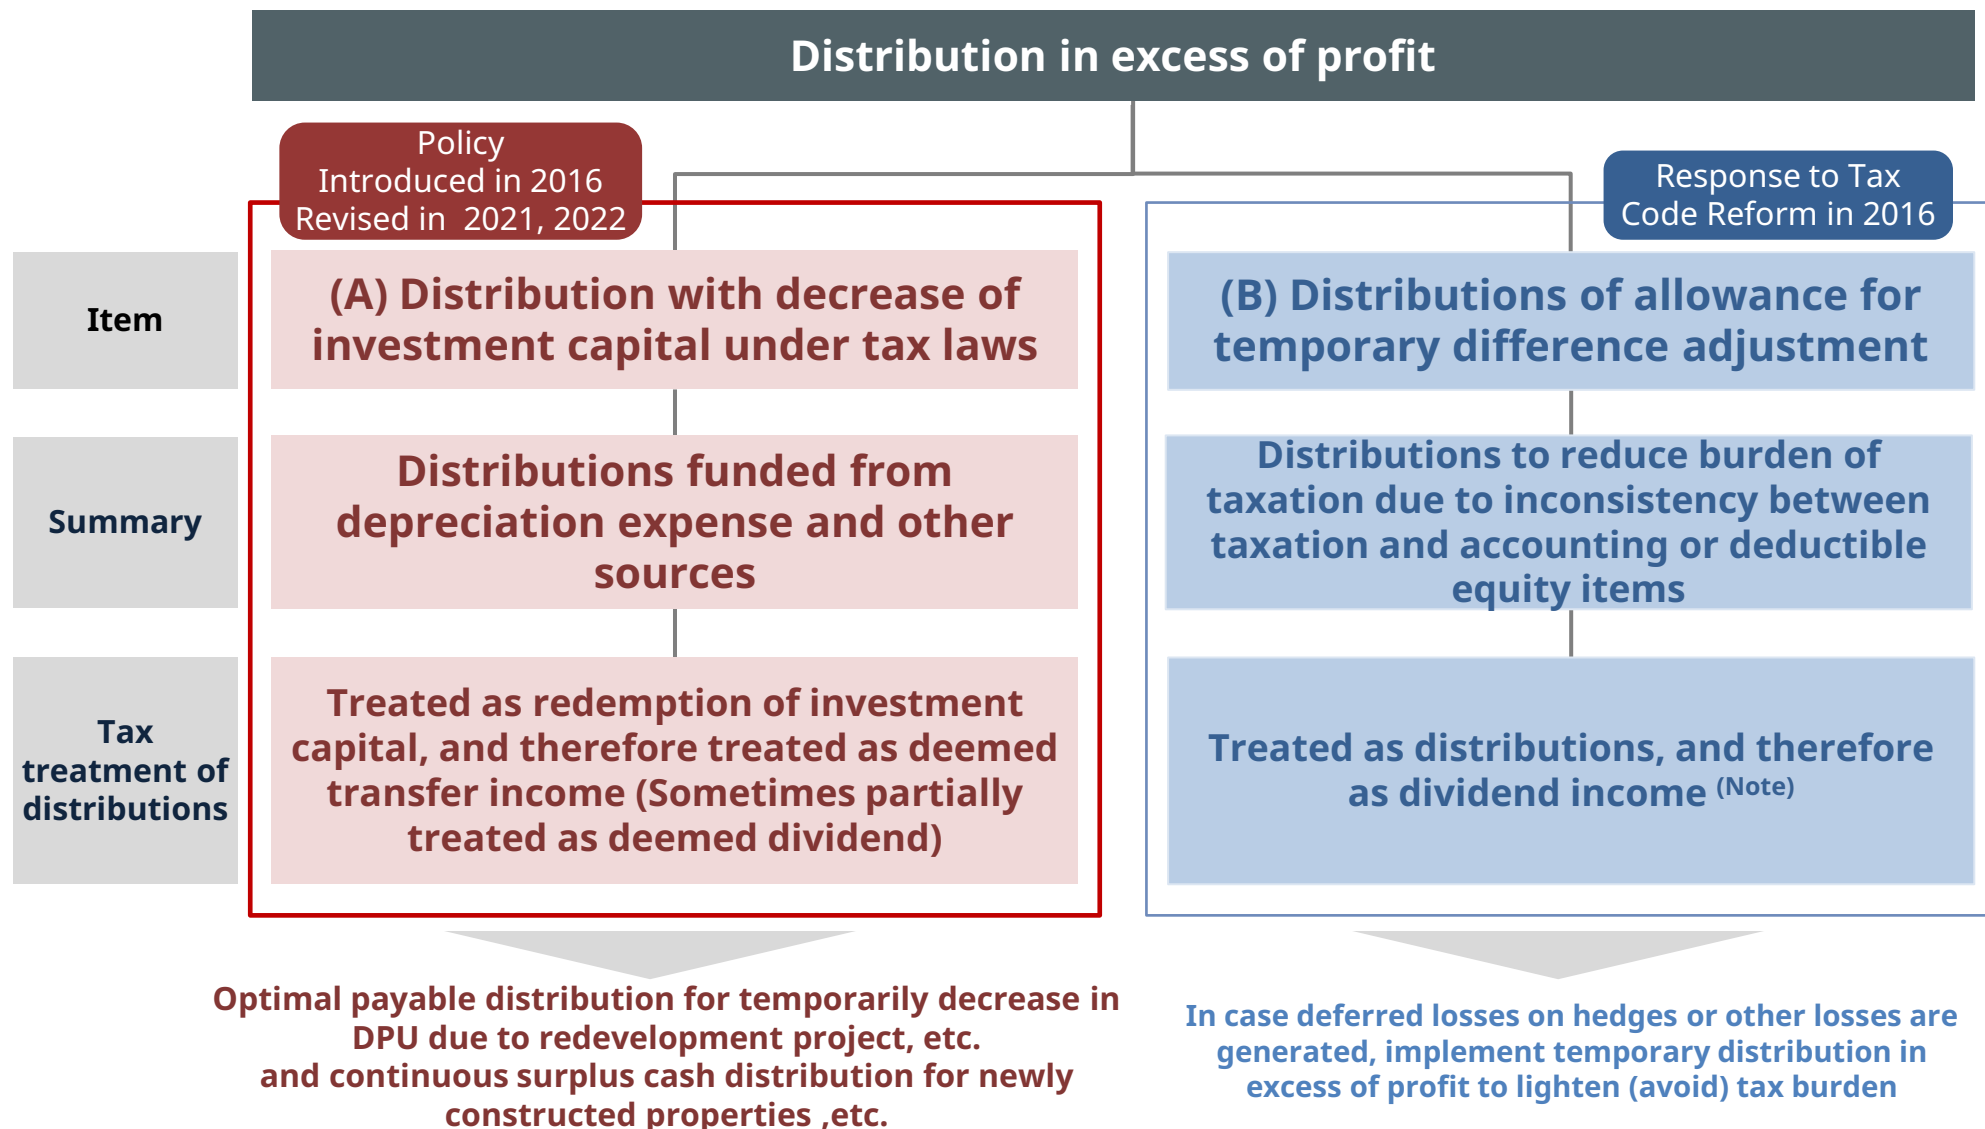 Distribution in excess of profit
Policy
Introduced in 2016
Revised in  2021, 2022
Response to Tax
Code Reform in 2016
Item
(A) Distribution with decrease of
investment capital under tax laws
(B) Distributions of allowance for
temporary difference adjustment
Summary
Distributions funded from
depreciation expense and other
sources
Distributions to reduce burden of
taxation due to inconsistency between
taxation and accounting or deductible
equity items
Tax
treatment of
distributions
Treated as redemption of investment
capital, and therefore treated as deemed
transfer income (Sometimes partially
treated as deemed dividend)
Treated as distributions, and therefore
as dividend income (Note)
Optimal payable distribution for temporarily decrease in
DPU due to redevelopment project, etc.
and continuous surplus cash distribution for newly
constructed properties ,etc.
In case deferred losses on hedges or other losses are
generated, implement temporary distribution in
excess of profit to lighten (avoid) tax burden